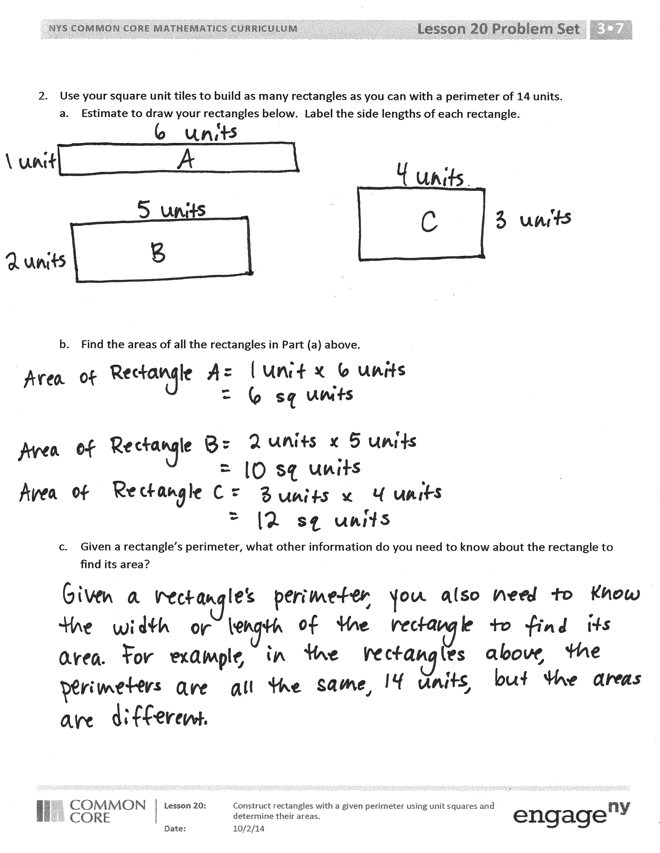 NYS COMMON CORE MATHEMATICS CURRICULUM
Lesson 20 Problem Set 3•7
2. Use your square unit tiles to build as many rectangles as you can with a perimeter of 14 units.
a. Estimate to draw your rectangles below. Label the side lengths of each rectangle.
6 units
1 unit
A
4 units
C
3 units
5 units
2 units
B
b. Find the areas of all the rectangles in Part (a) above.
Area of Rectangle A = 1 unit x 6 units
= 6 sq units
Area of Rectangle B = 2 units x 5 units
= 10 sq units
Area of Rectangle C = 3 units x 4 units
= 12 sq units
c. Given a rectangle's perimeter, what other information do you need to know about the rectangle to
find its area?
Given a rectangle's perimeter, you also need to know
the width or length of the rectangle to find its
area. For example, in the rectangles above, the
perimeters are all the same, 14 units, but the areas
are different.
COMMON
CORE
Lesson 20: Construct rectangles with a given perimeter using unit squares and
determine their areas.
Date: 10/2/14
engageny